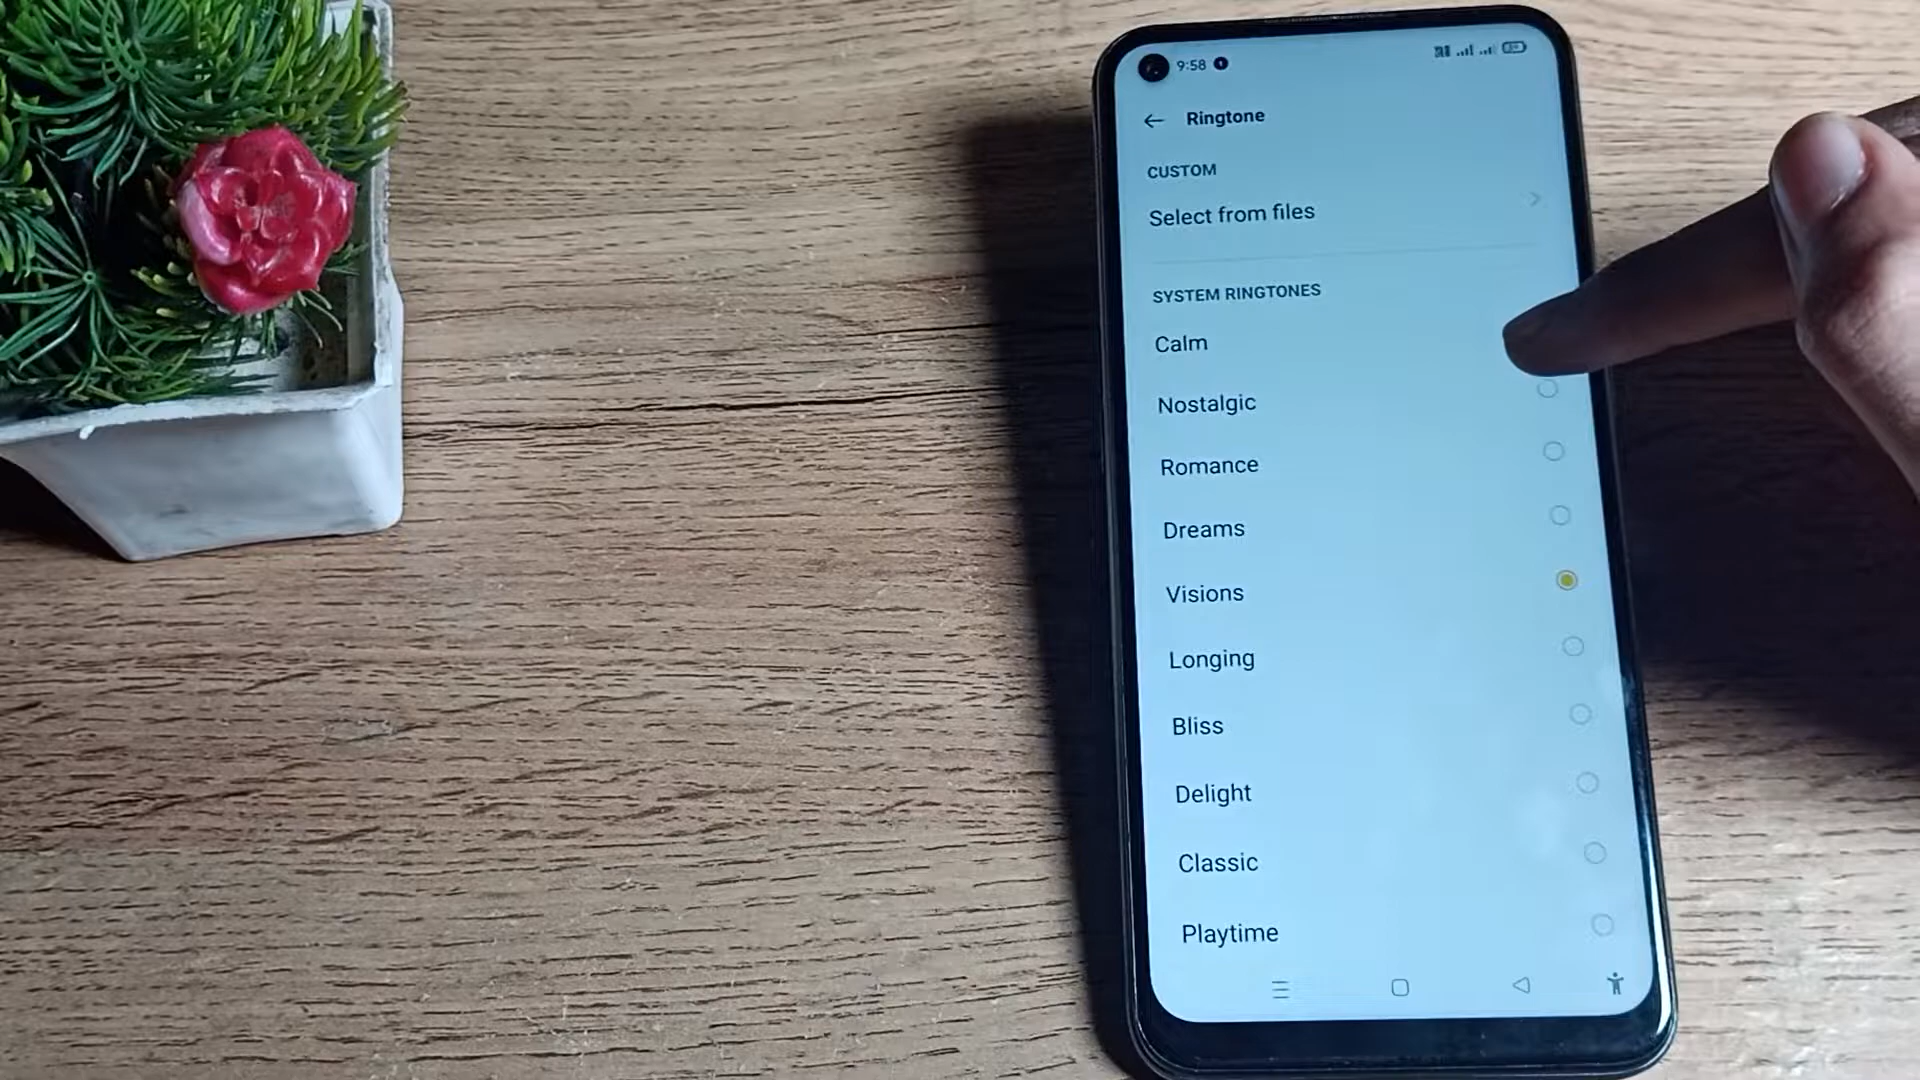 9:58
Ringtone
CUSTOM
Select from files
SYSTEM RINGTONES
Calm
Nostalgic
Romance
Dreams
Visions
Longing
Bliss
Delight
Classic
Playtime